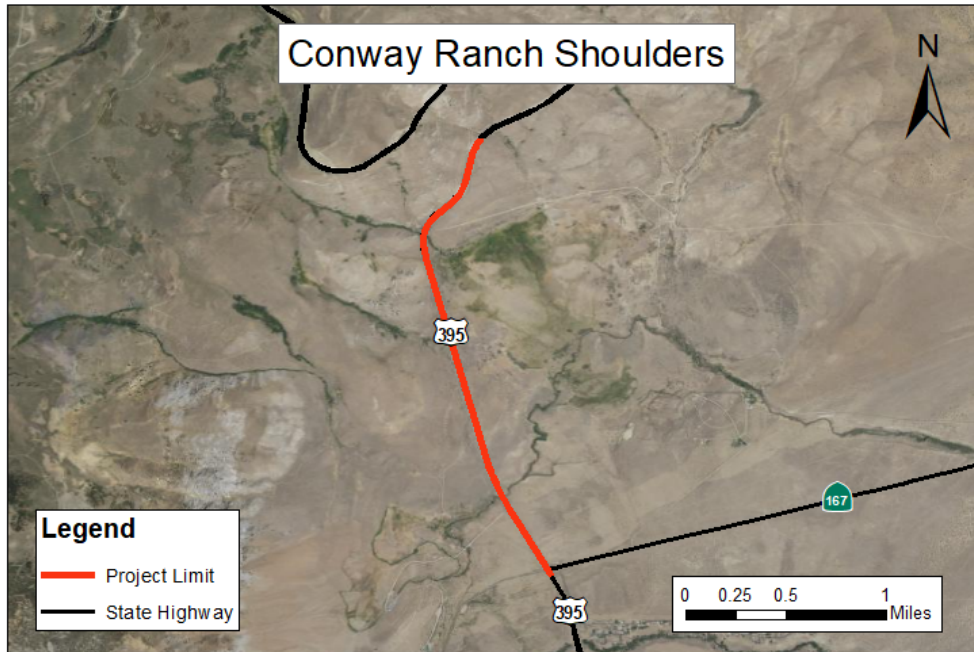 Conway Ranch Shoulders
N
395
167
Legend
Project Limit
State Highway
395
0 0.25 0.5 1
Miles